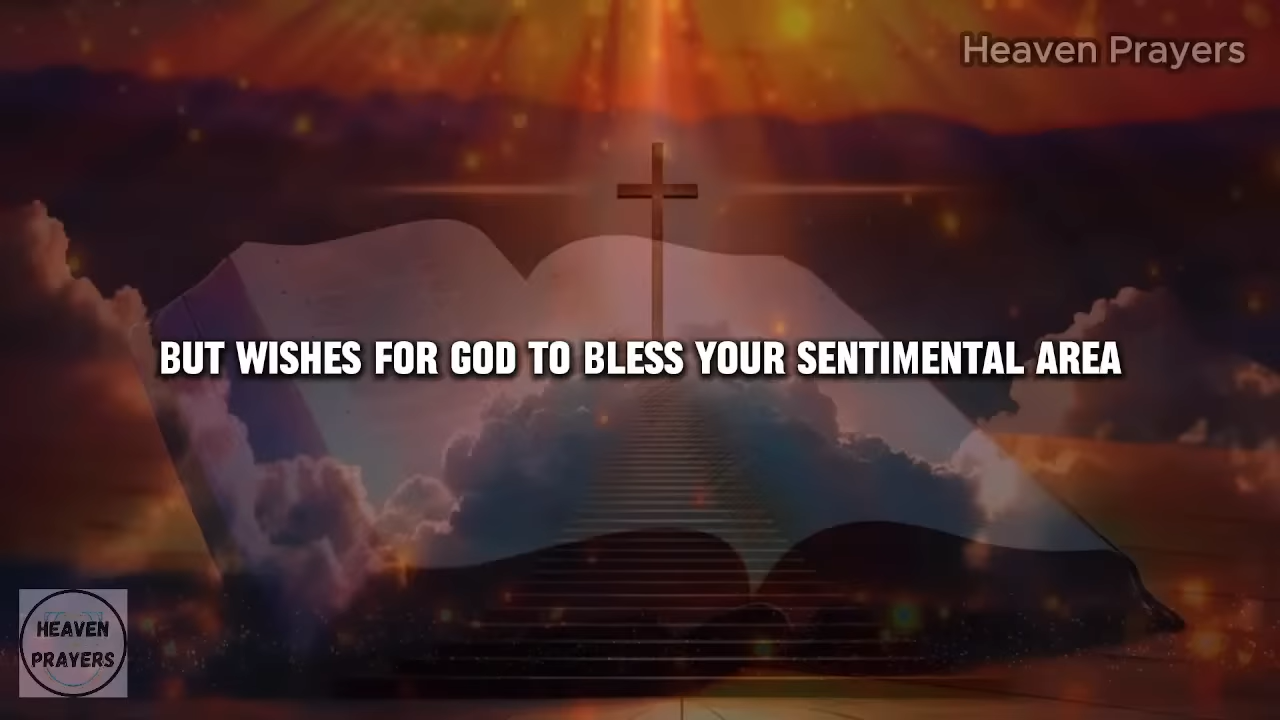 Heaven Prayers
BUT WISHES FOR GOD TO BLESS YOUR SENTIMENTAL AREA
HEAVEN
PRAYERS